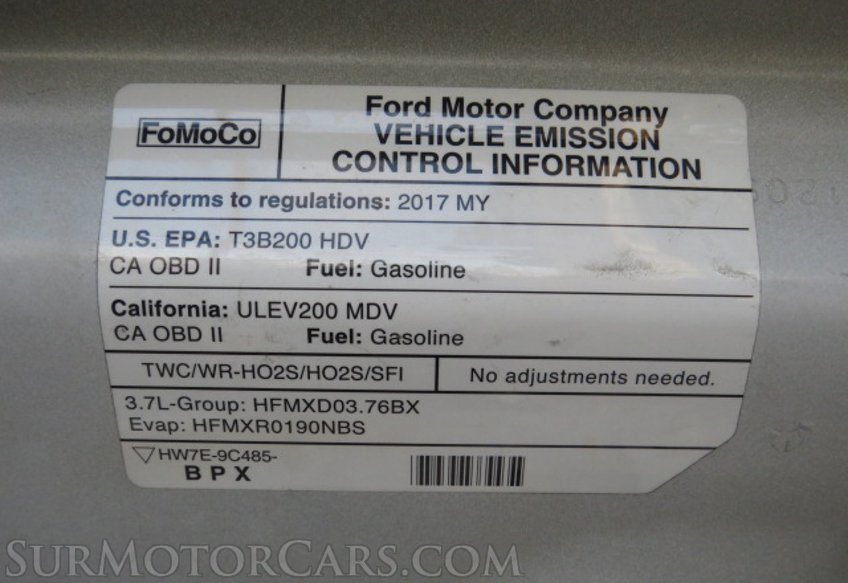 FoMoCo
Ford Motor Company
VEHICLE EMISSION
CONTROL INFORMATION
Conforms to regulations: 2017 MY
U.S. EPA: T3B200 HDV
CA OBD II Fuel: Gasoline
California: ULEV200 MDV
CA OBD II Fuel: Gasoline
TWC/WR-HO2S/HO2S/SFI
No adjustments needed.
3.7L-Group: HFMXD03.76BX
Evap: HFMXR0190NBS
HW7E-9C485-
BPX
SURMOTORCARS.COM